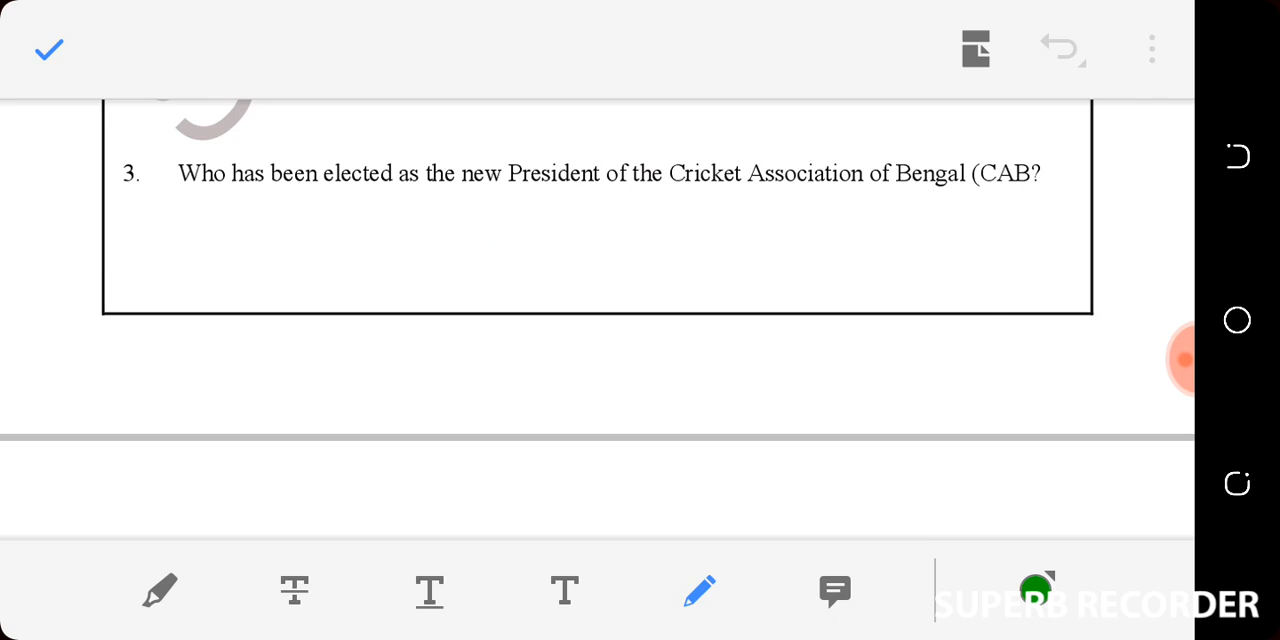 3. Who has been elected as the new President of the Cricket Association of Bengal (CAB?
T T T
SUPERB RECORDER